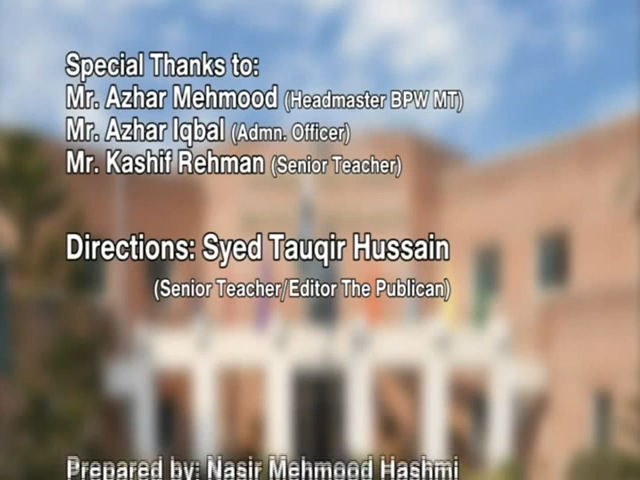 Special Thanks to:
Mr. Azhar Mehmood (Headmaster BPW MT)
Mr. Azhar Iqbal (Admn. Officer)
Mr. Kashif Rehman (Senior Teacher)
Directions: Syed Tauqir Hussain
(Senior Teacher/Editor The Publican)
Prepared by: Nasir Mehmood Hashmi